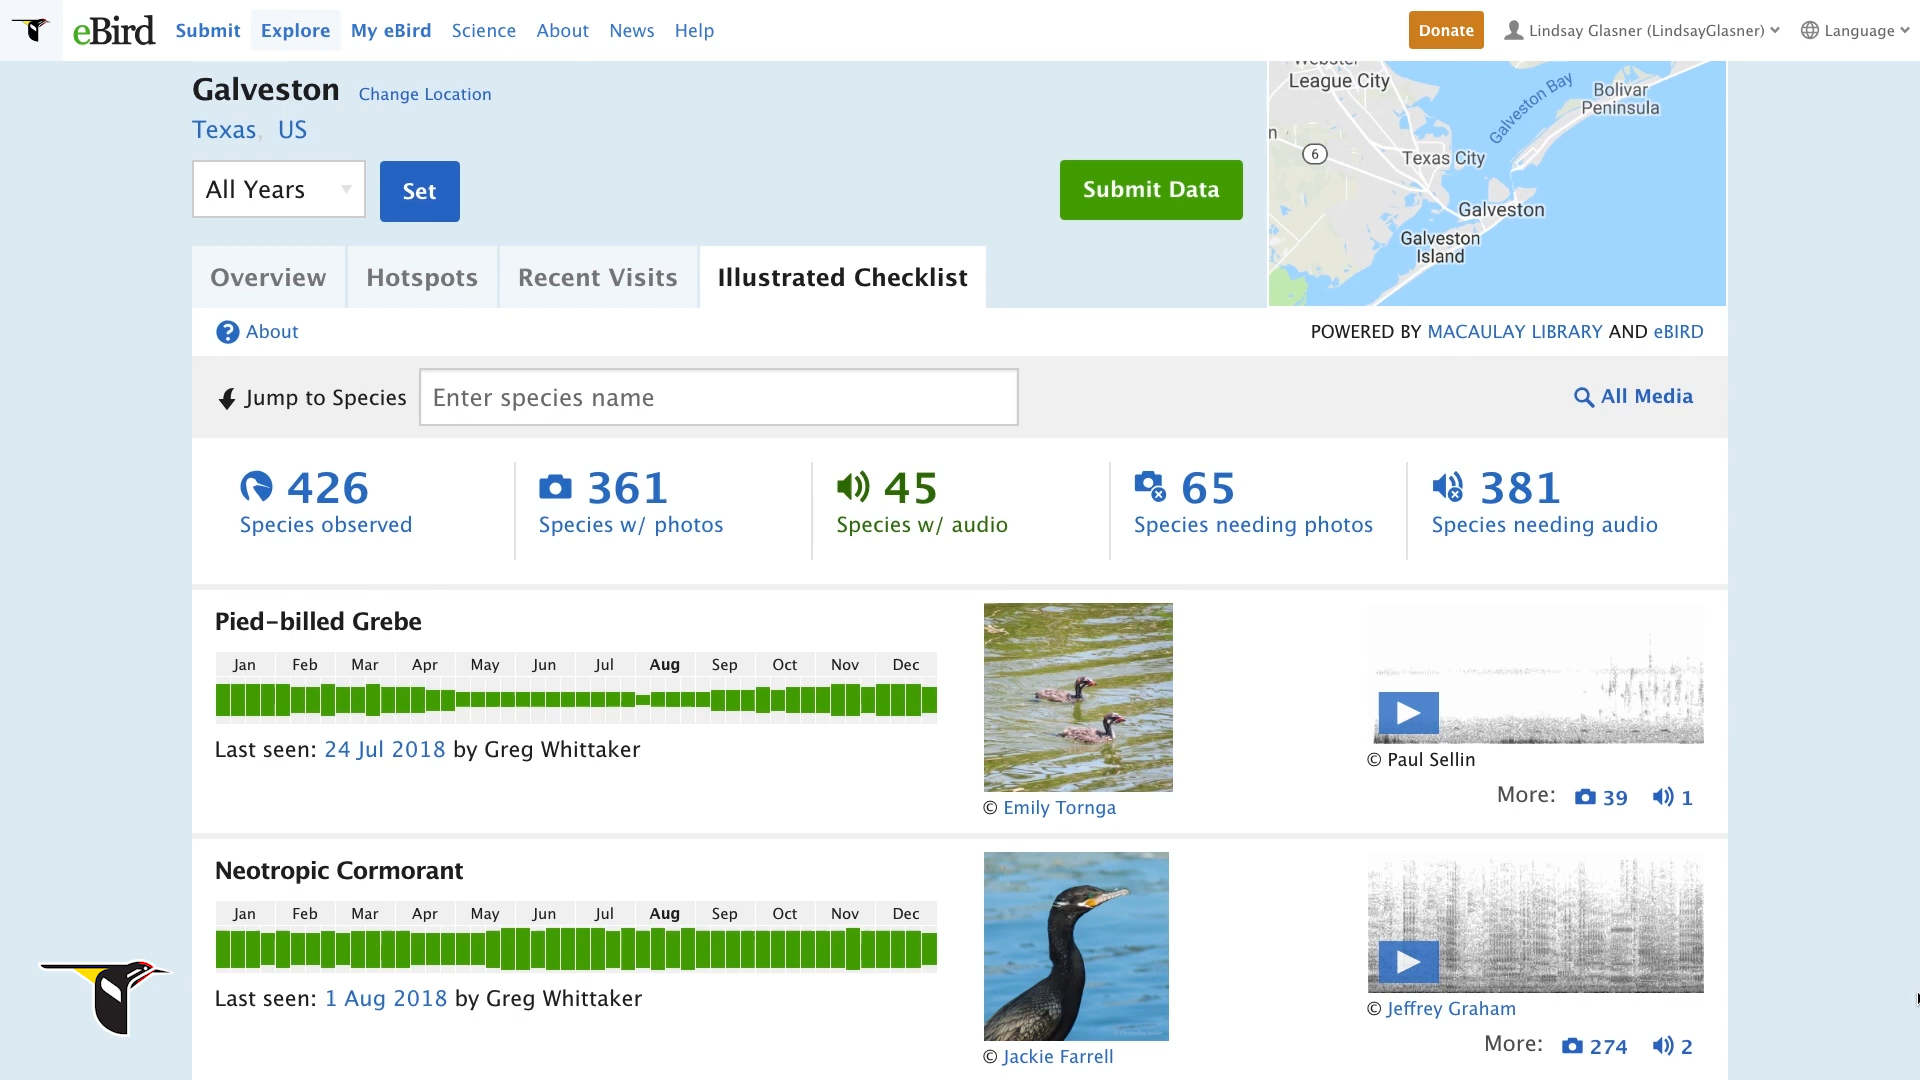 eBird Submit Explore My eBird Science About News Help Donate Lindsay Glasner (LindsayGlasner) Language
Galveston Change Location
Texas, US
All Years Set Submit Data
League City
Galveston Bay
Bolivar
Peninsula
n
6
Texas City
Galveston
Galveston
Island
Overview Hotspots Recent Visits Illustrated Checklist
? About POWERED BY MACAULAY LIBRARY AND eBIRD
Jump to Species Enter species name All Media
426 361 45 65 381
Species observed Species w/ photos Species w/ audio Species needing photos Species needing audio
Pied-billed Grebe
Jan Feb Mar Apr May Jun Jul Aug Sep Oct Nov Dec
Last seen: 24 Jul 2018 by Greg Whittaker
© Emily Tornga
© Paul Sellin
More: 39 1
Neotropic Cormorant
Jan Feb Mar Apr May Jun Jul Aug Sep Oct Nov Dec
Last seen: 1 Aug 2018 by Greg Whittaker
© Jackie Farrell
© Jeffrey Graham
More: 274 2